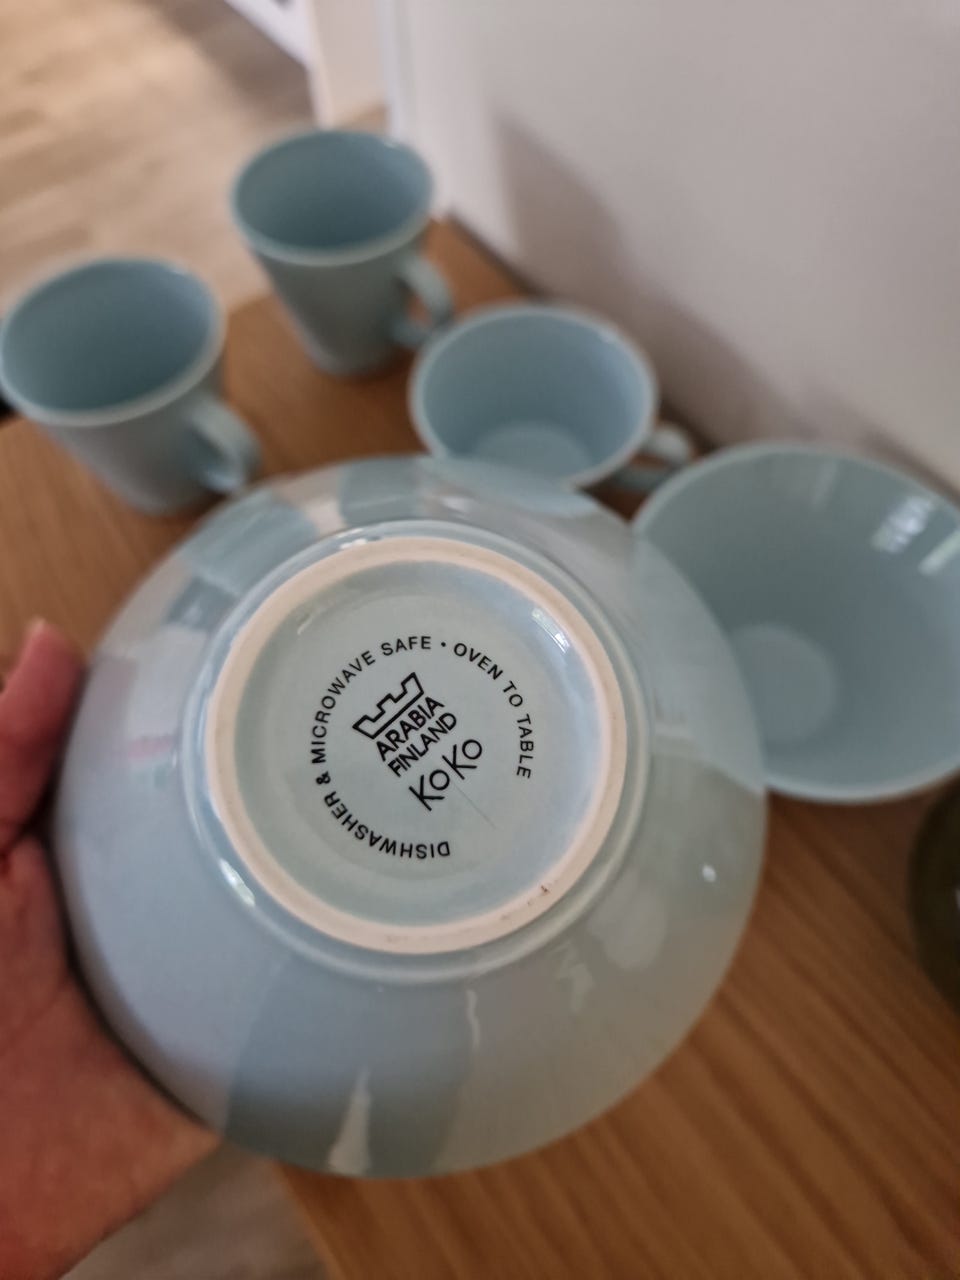 DISHWASHER & MICROWAVE SAFE • OVEN TO TABLE
ARABIA
FINLAND
KoKo